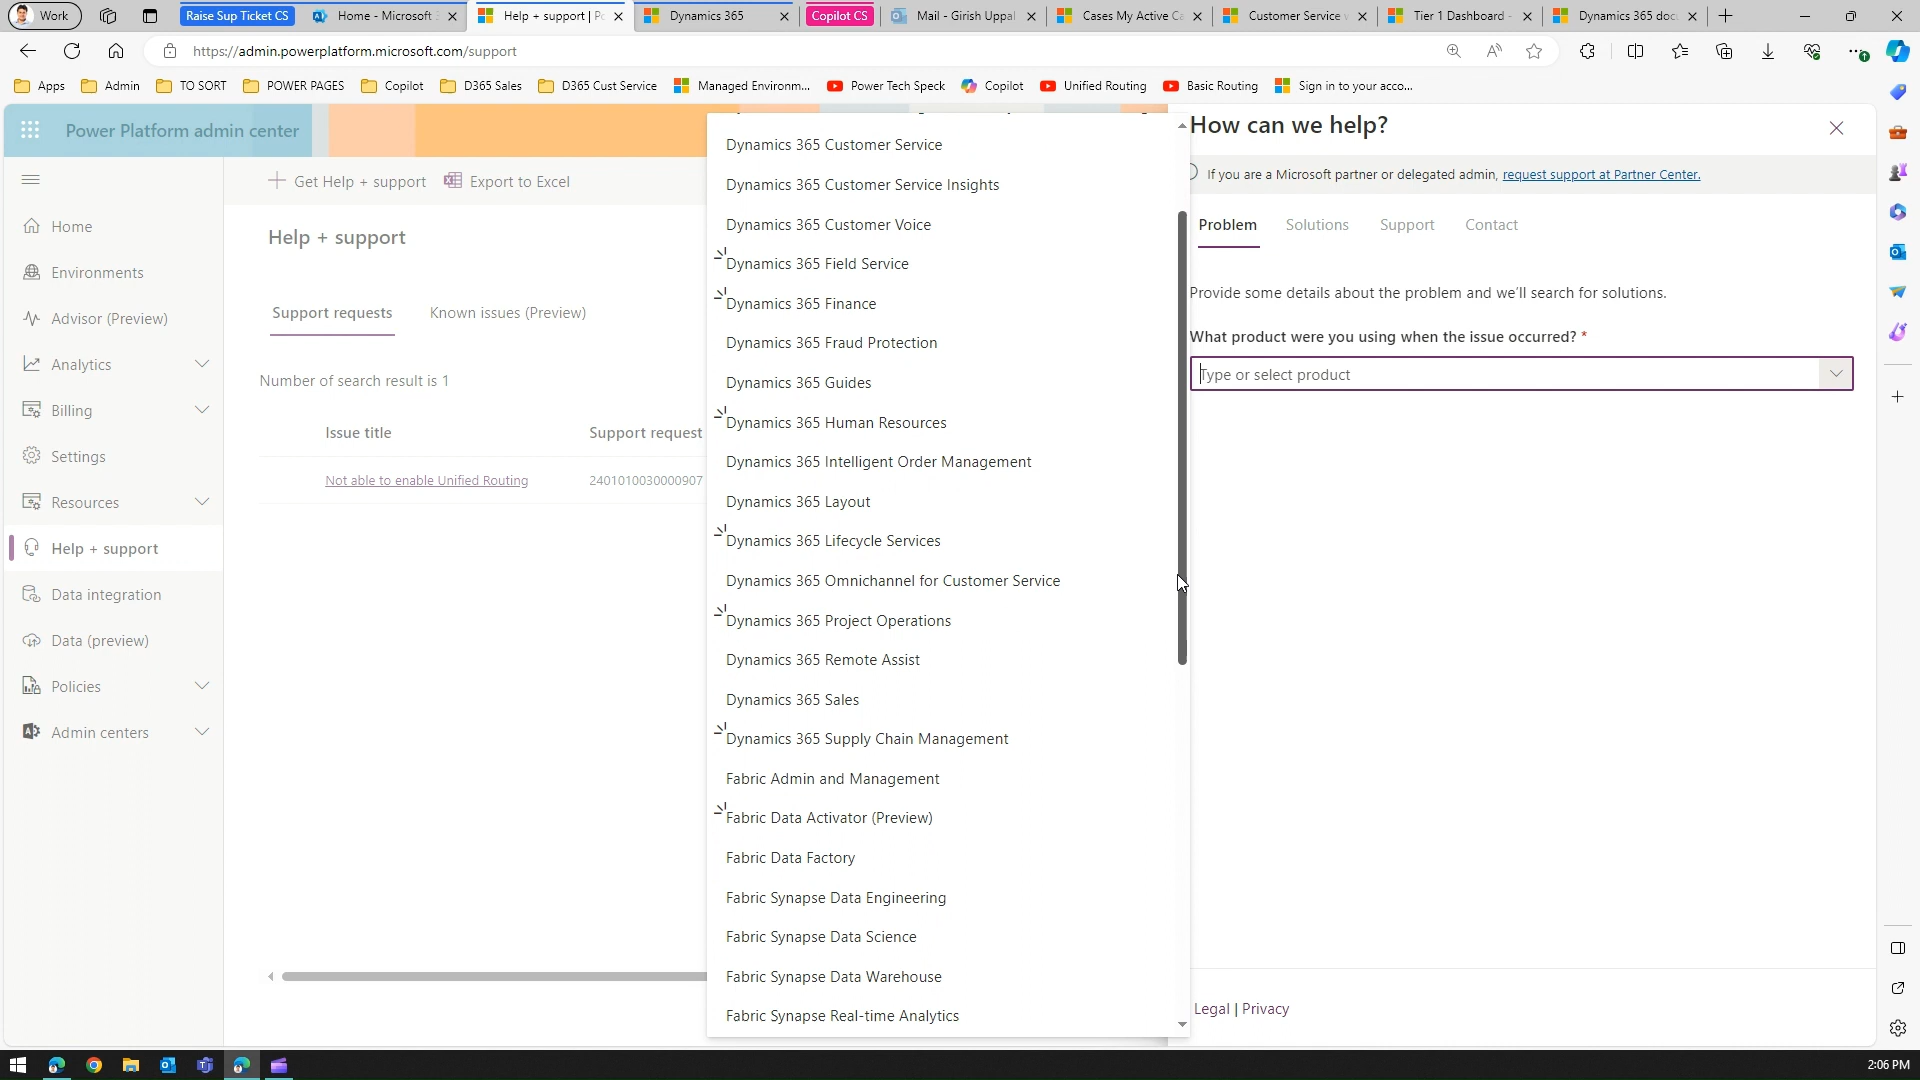 Work
Raise Sup Ticket CS
Home - Microsoft 3
Help + support | Po
Dynamics 365
Copilot CS
Mail - Girish Uppal
Cases My Active Ca
Customer Service w
Tier 1 Dashboard -
Dynamics 365 doc
https://admin.powerplatform.microsoft.com/support
Apps
Admin
TO SORT
POWER PAGES
Copilot
D365 Sales
D365 Cust Service
Managed Environm...
Power Tech Speck
Copilot
Unified Routing
Basic Routing
Sign in to your acco...
Power Platform admin center
Home
Environments
Advisor (Preview)
Analytics
Billing
Settings
Resources
Help + support
Data integration
Data (preview)
Policies
Admin centers
Get Help + support
Export to Excel
Help + support
Support requests
Known issues (Preview)
Number of search result is 1
Issue title
Support request
Not able to enable Unified Routing
2401010030000907
Dynamics 365 Customer Service
Dynamics 365 Customer Service Insights
Dynamics 365 Customer Voice
Dynamics 365 Field Service
Dynamics 365 Finance
Dynamics 365 Fraud Protection
Dynamics 365 Guides
Dynamics 365 Human Resources
Dynamics 365 Intelligent Order Management
Dynamics 365 Layout
Dynamics 365 Lifecycle Services
Dynamics 365 Omnichannel for Customer Service
Dynamics 365 Project Operations
Dynamics 365 Remote Assist
Dynamics 365 Sales
Dynamics 365 Supply Chain Management
Fabric Admin and Management
Fabric Data Activator (Preview)
Fabric Data Factory
Fabric Synapse Data Engineering
Fabric Synapse Data Science
Fabric Synapse Data Warehouse
Fabric Synapse Real-time Analytics
How can we help?
If you are a Microsoft partner or delegated admin, request support at Partner Center.
Problem
Solutions
Support
Contact
Provide some details about the problem and we'll search for solutions.
What product were you using when the issue occurred? *
Type or select product
Legal | Privacy
2:06 PM